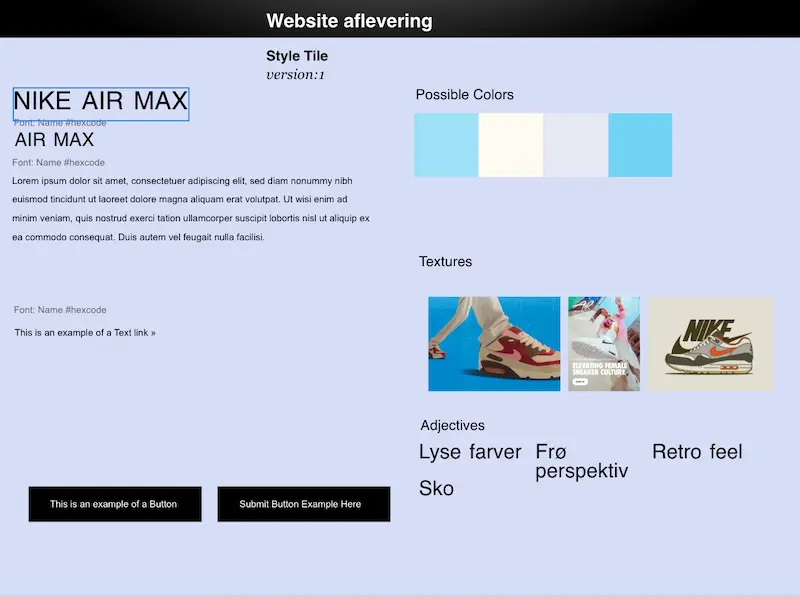 Website aflevering
Style Tile
version:1
NIKE AIR MAX
Font: Name #hexcode
AIR MAX
Font: Name #hexcode
Lorem ipsum dolor sit amet, consectetuer adipiscing elit, sed diam nonummy nibh
euismod tincidunt ut laoreet dolore magna aliquam erat volutpat. Ut wisi enim ad
minim veniam, quis nostrud exerci tation ullamcorper suscipit lobortis nisl ut aliquip ex
ea commodo consequat. Duis autem vel feugait nulla facilisi.
Font: Name #hexcode
This is an example of a Text link »
This is an example of a Button
Submit Button Example Here
Possible Colors
Textures
ELEVATING FEMALE
SNEAKER CULTURE
NIKE
Adjectives
Lyse farver
Frø
perspektiv
Retro feel
Sko